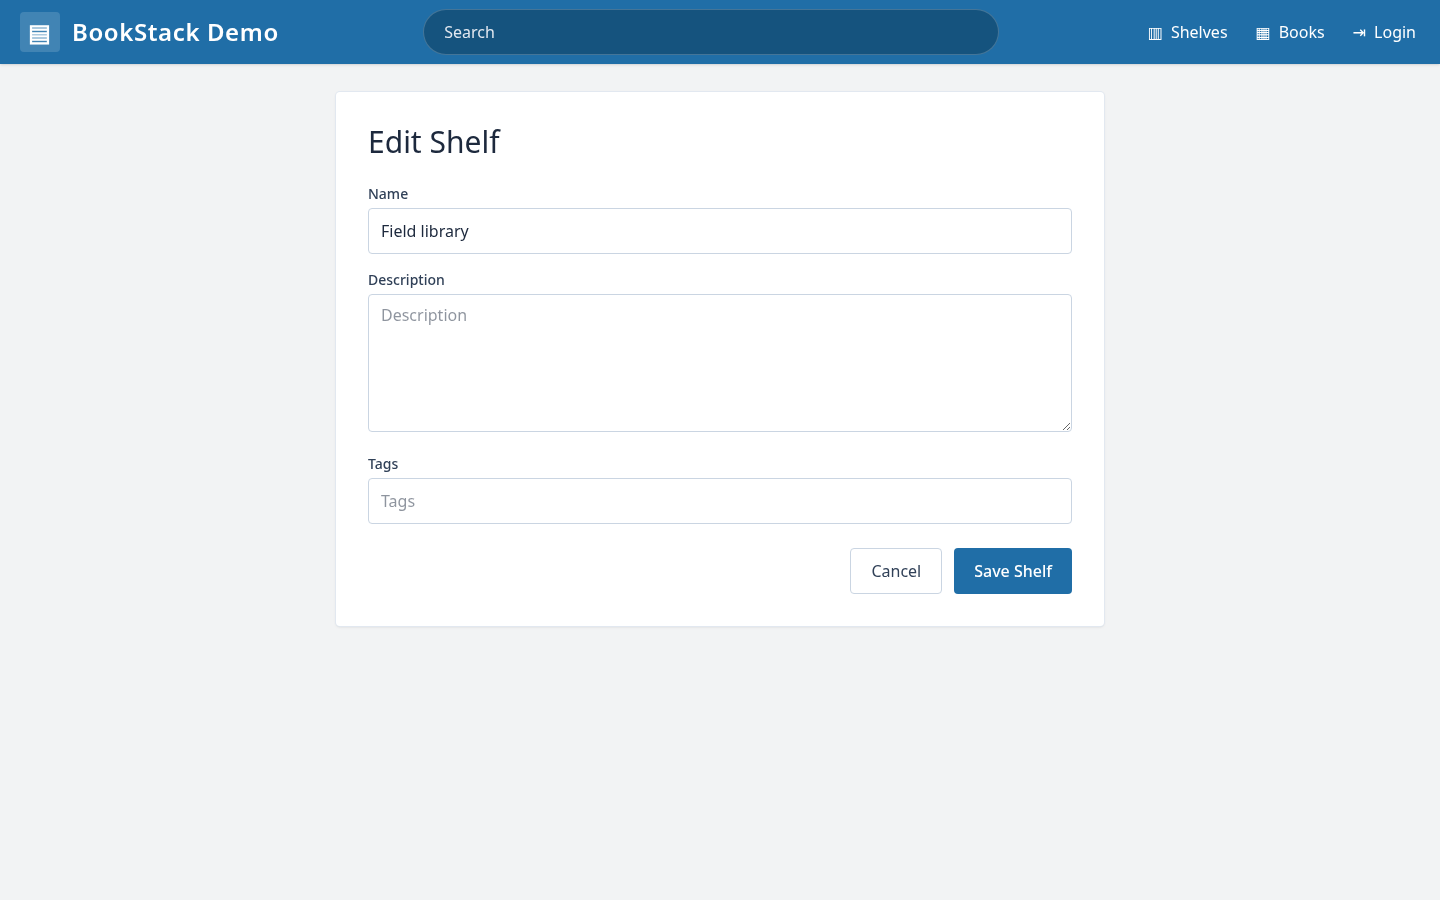 BookStack Demo
Search
Shelves
Books
Login
Edit Shelf
Name
Field library
Description
Description
Tags
Tags
Cancel
Save Shelf